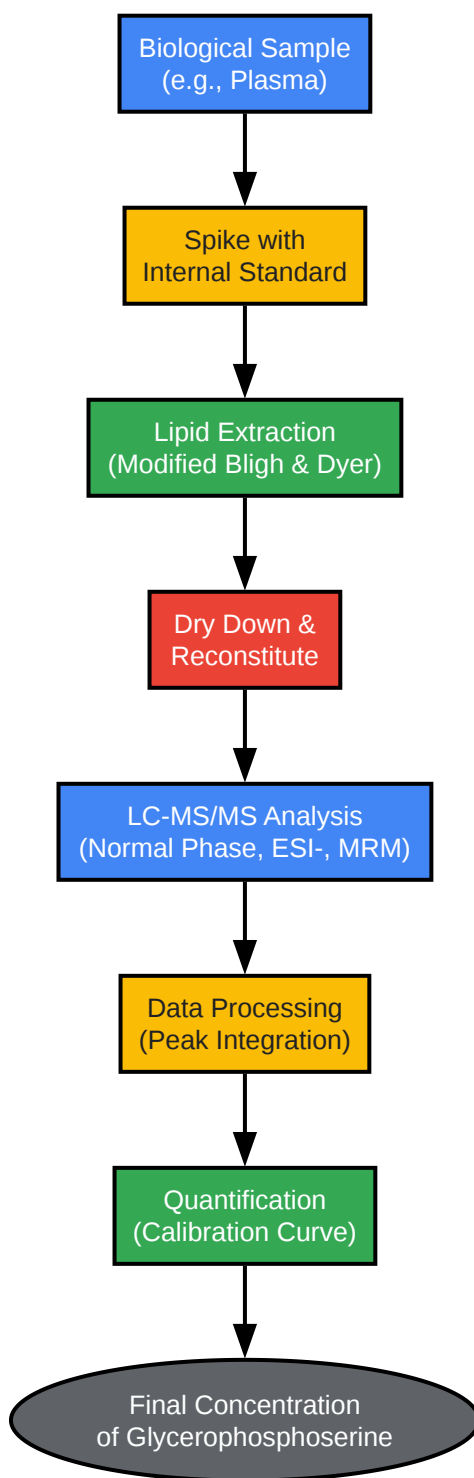 Biological Sample
(e.g., Plasma)
Spike with
Internal Standard
Lipid Extraction
(Modified Bligh & Dyer)
Dry Down &
Reconstitute
LC-MS/MS Analysis
(Normal Phase, ESI-, MRM)
Data Processing
(Peak Integration)
Quantification
(Calibration Curve)
Final Concentration
of Glycerophosphoserine